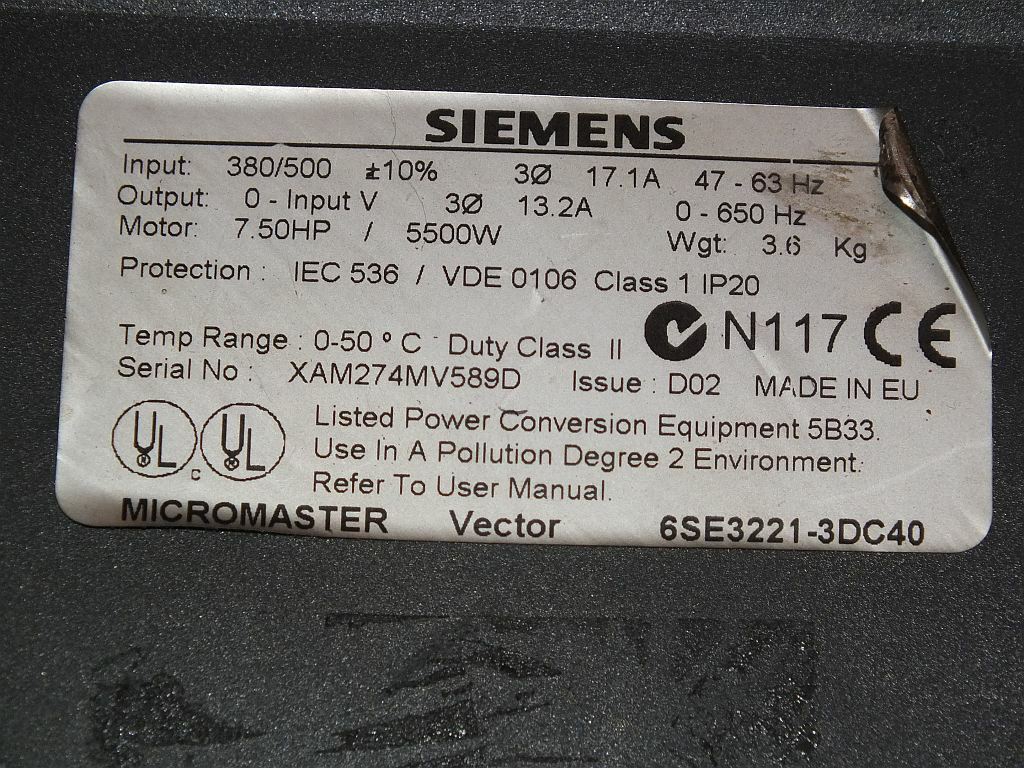 SIEMENS
Input: 380/500 ±10% 3Ø 17.1A 47 - 63 Hz
Output: 0 - Input V 3Ø 13.2A 0 - 650 Hz
Motor: 7.50HP / 5500W Wgt: 3.6 Kg
Protection : IEC 536 / VDE 0106 Class 1 IP20
N117 CE
Temp Range : 0-50 ° C Duty Class II
Serial No : XAM274MV589D Issue : D02 MADE IN EU
UL c UL
Listed Power Conversion Equipment 5B33.
Use In A Pollution Degree 2 Environment.
Refer To User Manual.
MICROMASTER Vector 6SE3221-3DC40